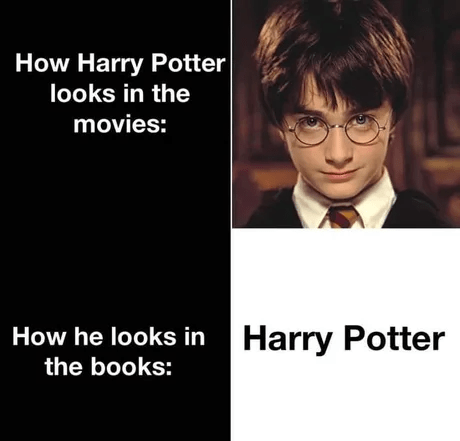 How Harry Potter
looks in the
movies:
How he looks in
the books:
Harry Potter